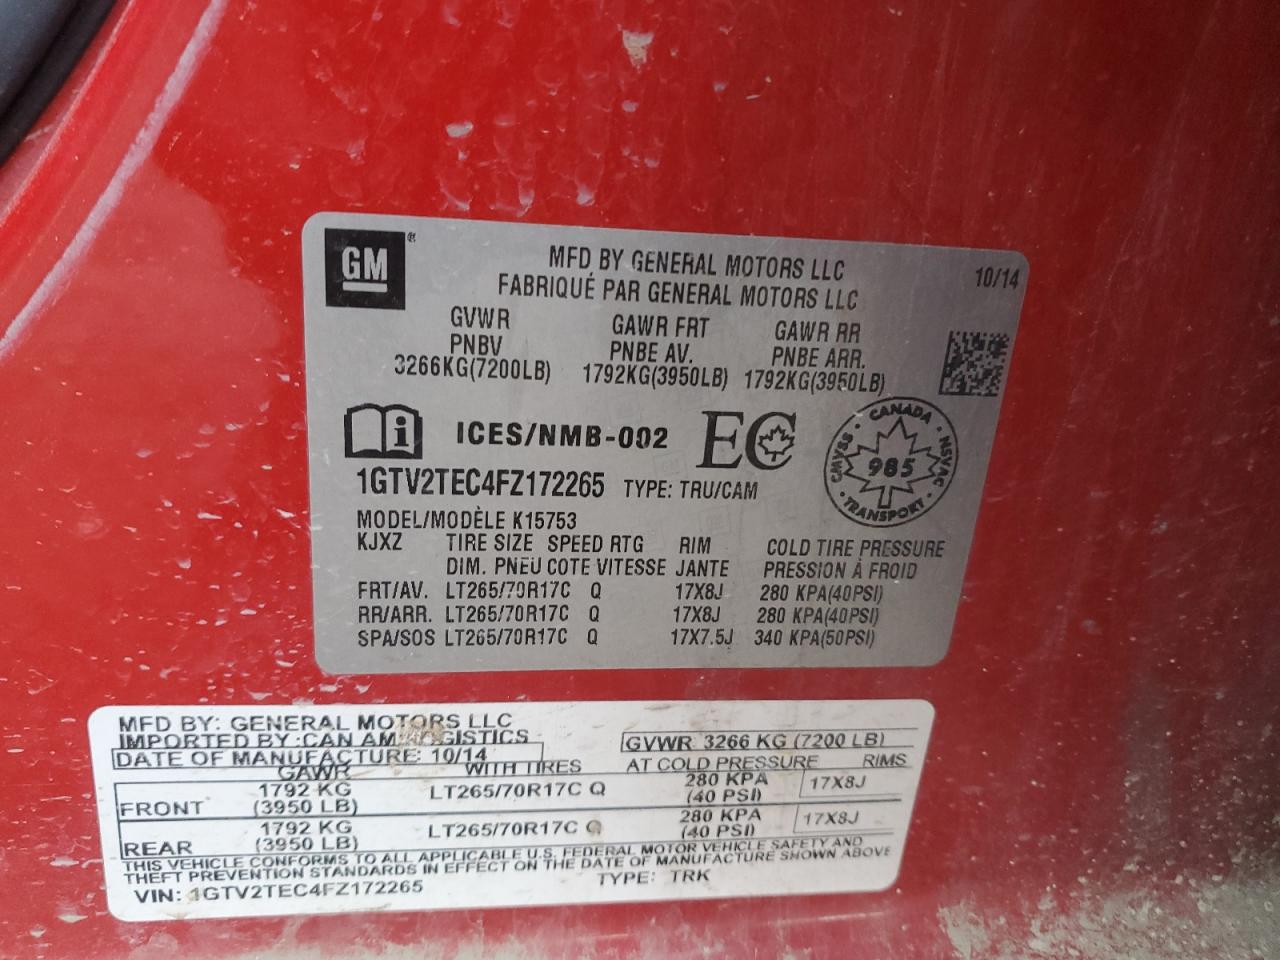 GM ®
MFD BY GENERAL MOTORS LLC
10/14
FABRIQUÉ PAR GENERAL MOTORS LLC
GVWR GAWR FRT GAWR RR
PNBV PNBE AV. PNBE ARR.
3266KG(7200LB) 1792KG(3950LB) 1792KG(3950LB)
i ICES/NMB-002 EC
CANADA
CMVSS 985 NSVAC
TRANSPORT
1GTV2TEC4FZ172265 TYPE: TRU/CAM
MODEL/MODÈLE K15753
KJXZ TIRE SIZE SPEED RTG RIM COLD TIRE PRESSURE
DIM. PNEU COTE VITESSE JANTE PRESSION À FROID
FRT/AV. LT265/70R17C Q 17X8J 280 KPA(40PSI)
RR/ARR. LT265/70R17C Q 17X8J 280 KPA(40PSI)
SPA/SOS LT265/70R17C Q 17X7.5J 340 KPA(50PSI)
MFD BY: GENERAL MOTORS LLC
IMPORTED BY :CAN AM LOGISTICS
DATE OF MANUFACTURE: 10/14 GVWR 3266 KG (7200 LB)
GAWR WITH TIRES AT COLD PRESSURE RIMS
FRONT 1792 KG (3950 LB) LT265/70R17C Q 280 KPA (40 PSI) 17X8J
REAR 1792 KG (3950 LB) LT265/70R17C Q 280 KPA (40 PSI) 17X8J
THIS VEHICLE CONFORMS TO ALL APPLICABLE U.S. FEDERAL MOTOR VEHICLE SAFETY AND
THEFT PREVENTION STANDARDS IN EFFECT ON THE DATE OF MANUFACTURE SHOWN ABOVE
VIN: 1GTV2TEC4FZ172265 TYPE: TRK